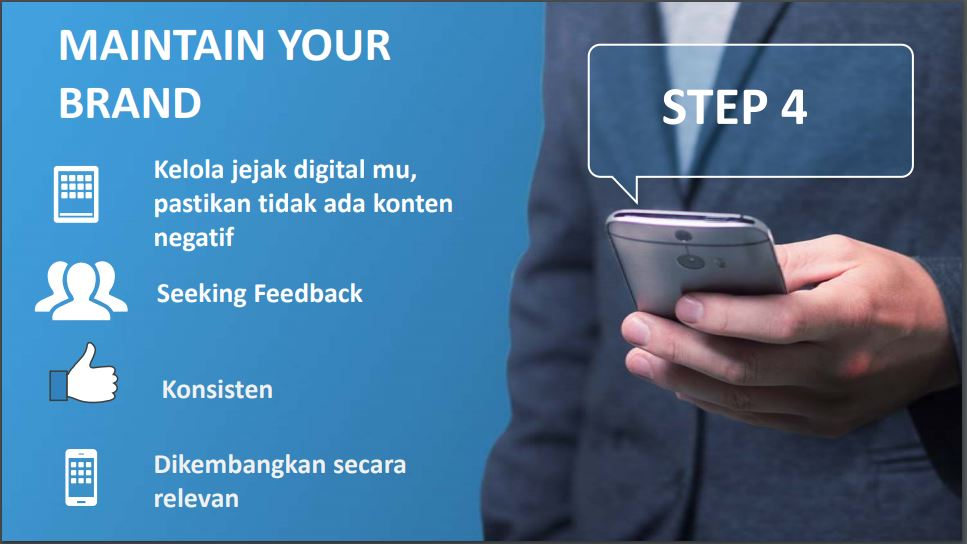 MAINTAIN YOUR
BRAND
STEP 4
Kelola jejak digital mu,
pastikan tidak ada konten
negatif
Seeking Feedback
Konsisten
Dikembangkan secara
relevan